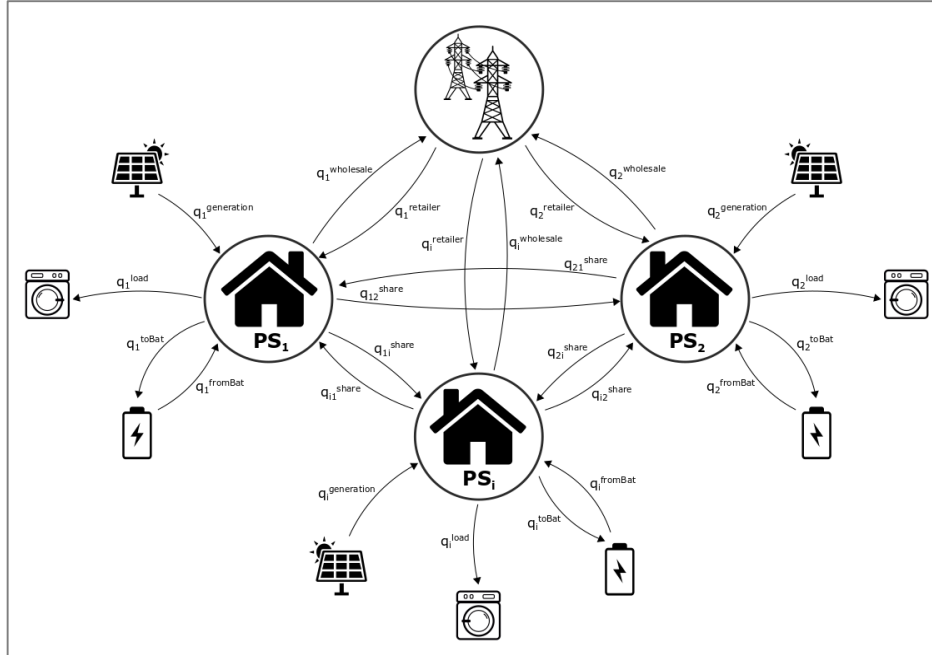 q₁ʷʰᵒˡᵉˢᵃˡᵉ
q₂ʷʰᵒˡᵉˢᵃˡᵉ
q₁ᵍᵉⁿᵉʳᵃᵗⁱᵒⁿ
q₁ʳᵉᵗᵃⁱˡᵉʳ
q₂ʳᵉᵗᵃⁱˡᵉʳ
q₂ᵍᵉⁿᵉʳᵃᵗⁱᵒⁿ
qᵢʳᵉᵗᵃⁱˡᵉʳ
qᵢʷʰᵒˡᵉˢᵃˡᵉ
q₁ˡᵒᵃᵈ
q₂₁ˢʰᵃʳᵉ
q₂ˡᵒᵃᵈ
q₁₂ˢʰᵃʳᵉ
PS₁
PS₂
q₁ᵗᵒᴮᵃᵗ
q₁ᵢˢʰᵃʳᵉ
q₂ᵢˢʰᵃʳᵉ
q₂ᵗᵒᴮᵃᵗ
q₁ᶠʳᵒᵐᴮᵃᵗ
qᵢ₁ˢʰᵃʳᵉ
qᵢ₂ˢʰᵃʳᵉ
q₂ᶠʳᵒᵐᴮᵃᵗ
PSᵢ
qᵢᵍᵉⁿᵉʳᵃᵗⁱᵒⁿ
qᵢᶠʳᵒᵐᴮᵃᵗ
qᵢˡᵒᵃᵈ
qᵢᵗᵒᴮᵃᵗ